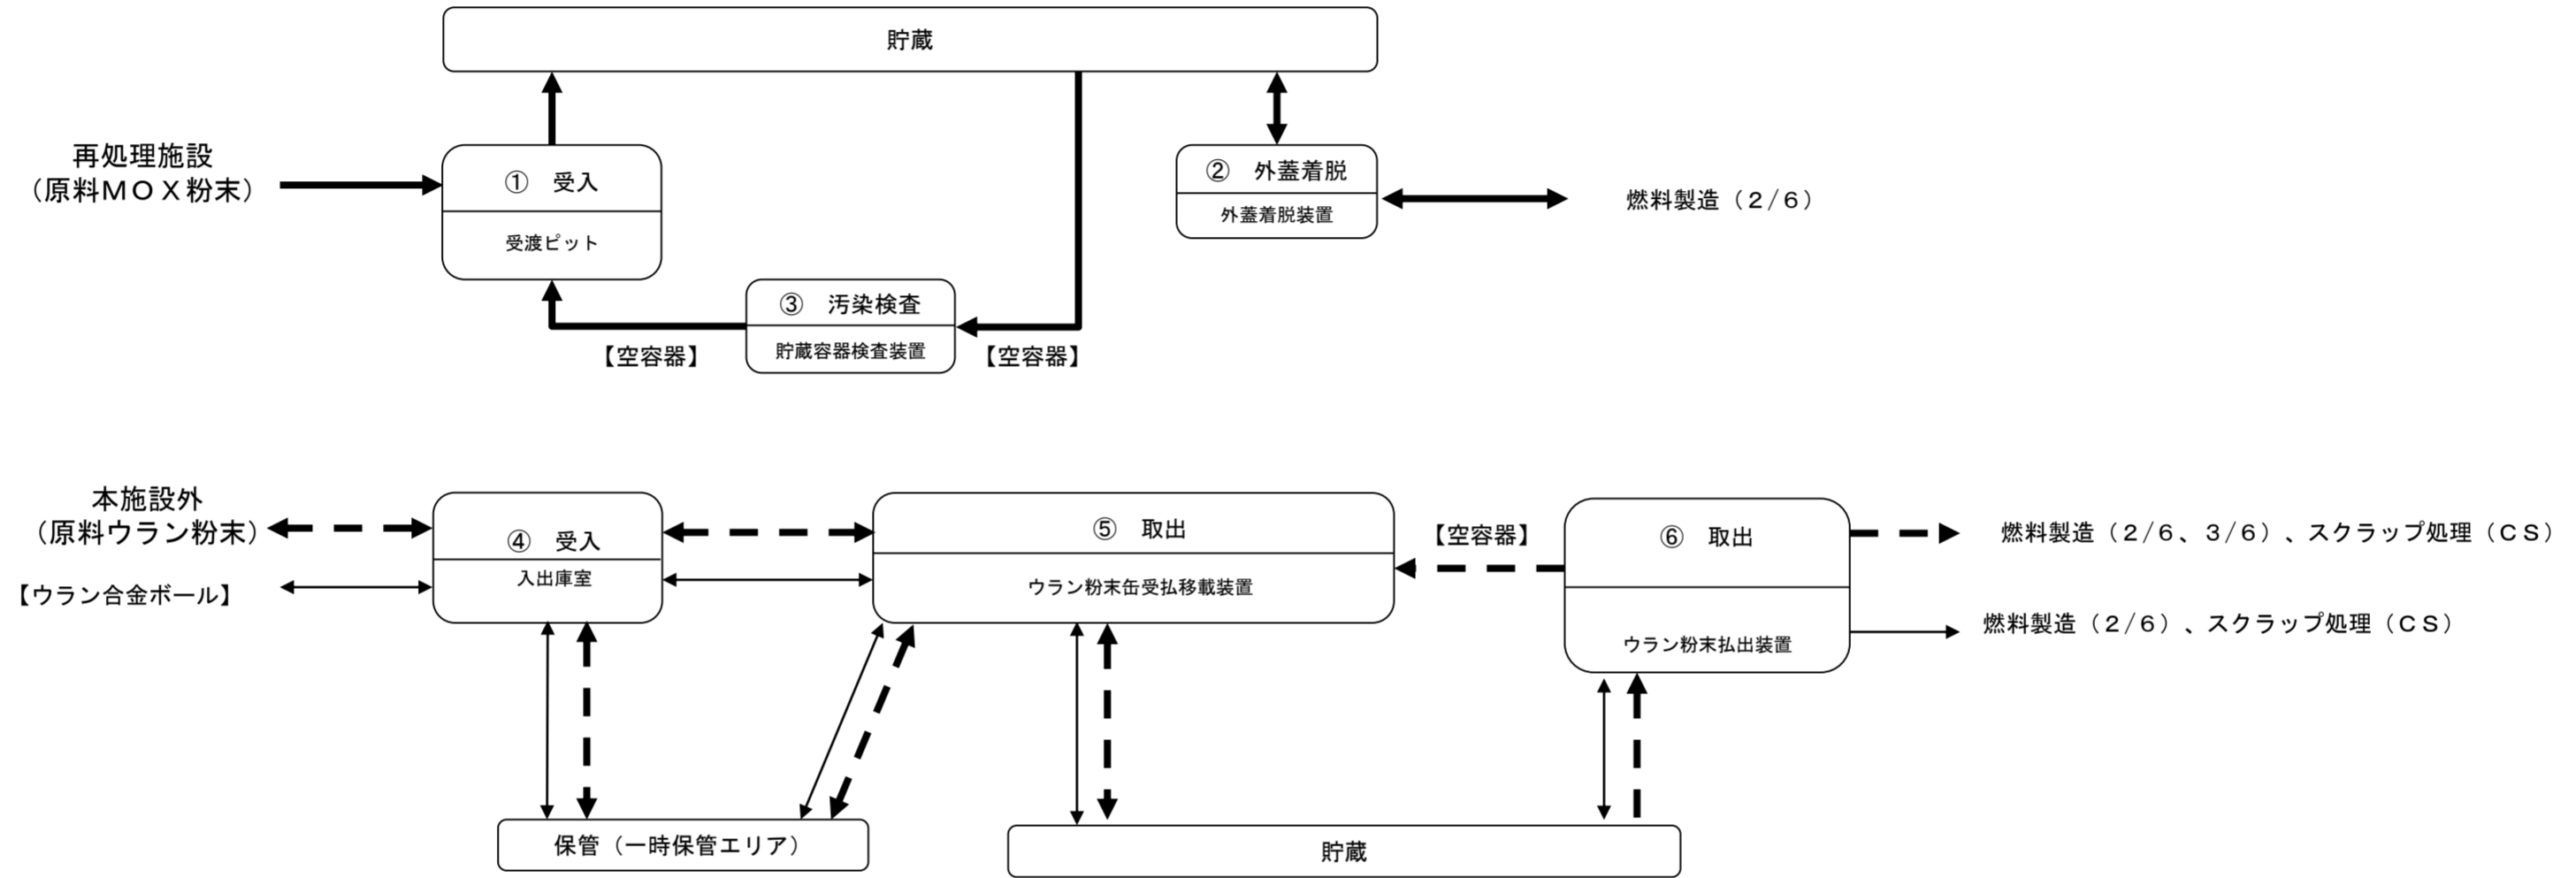 貯蔵
再処理施設
（原料ＭＯＸ粉末）
① 受入
受渡ピット
② 外蓋着脱
外蓋着脱装置
燃料製造（２/６）
③ 汚染検査
貯蔵容器検査装置
【空容器】
【空容器】
本施設外
（原料ウラン粉末）
【ウラン合金ボール】
④ 受入
入出庫室
⑤ 取出
ウラン粉末缶受払移載装置
【空容器】
⑥ 取出
ウラン粉末払出装置
燃料製造（２/６、３/６）、スクラップ処理（ＣＳ）
燃料製造（２/６）、スクラップ処理（ＣＳ）
保管（一時保管エリア）
貯蔵